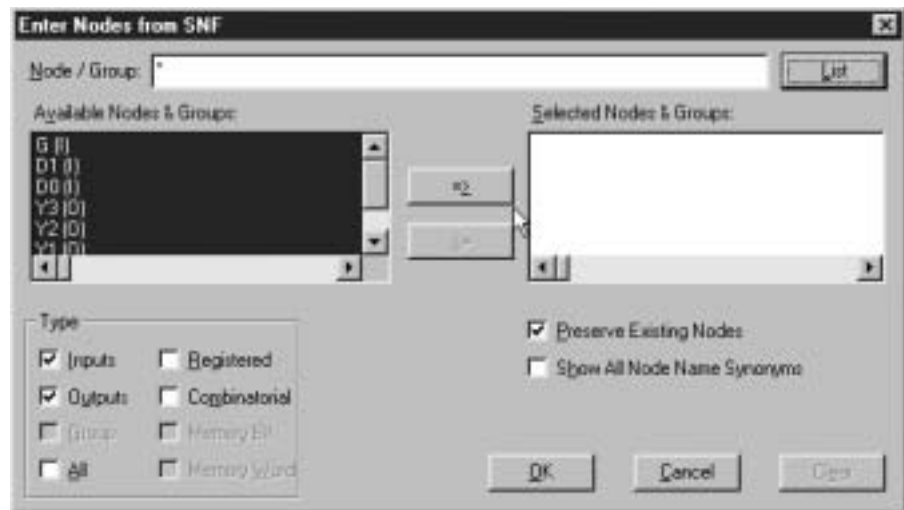 Enter Nodes from SNF
Node / Group: *
List
Available Nodes & Groups:
Selected Nodes & Groups:
G (I)
D1 (I)
D0 (I)
Y3 (O)
Y2 (O)
Y1 (O)
=>
Type
Inputs
Registered
Outputs
Combinatorial
Group
Memory Bit
All
Memory Word
Preserve Existing Nodes
Show All Node Name Synonyms
OK
Cancel
Clear